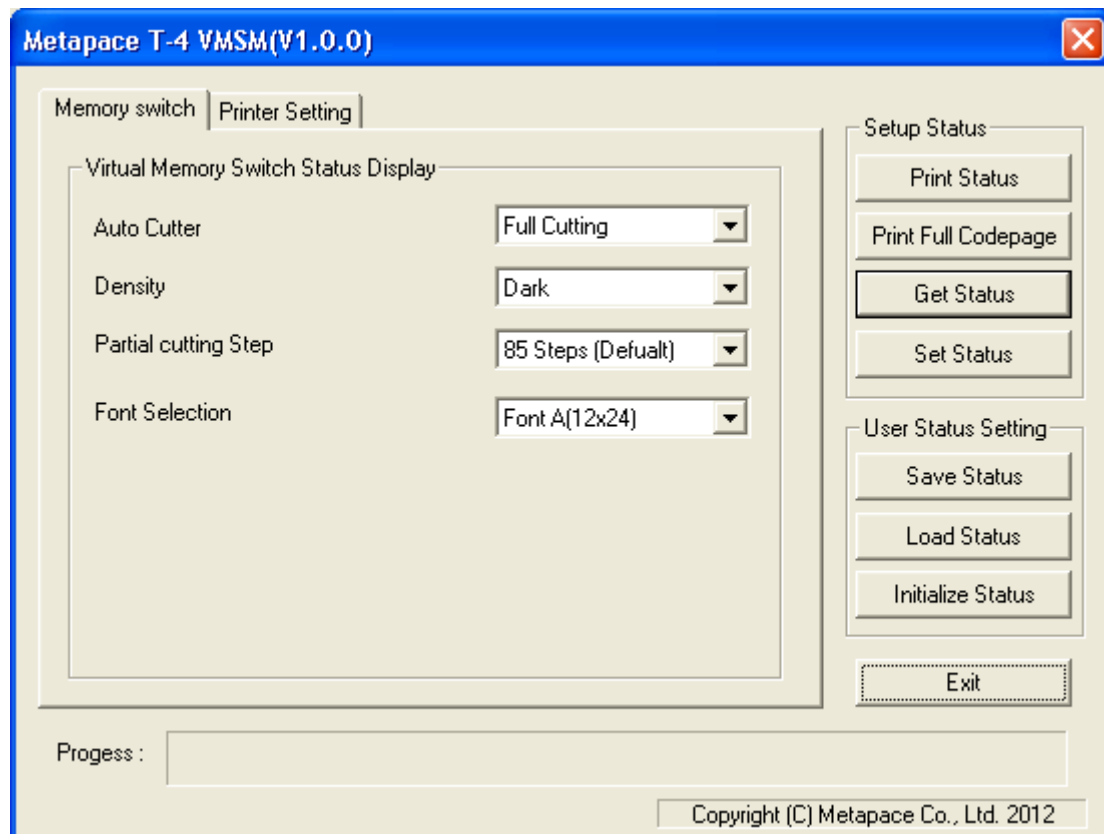 Metapace T-4 VMSM(V1.0.0)
Memory switch
Printer Setting
Virtual Memory Switch Status Display
Auto Cutter
Full Cutting
Density
Dark
Partial cutting Step
85 Steps (Defualt)
Font Selection
Font A(12x24)
Setup Status
Print Status
Print Full Codepage
Get Status
Set Status
User Status Setting
Save Status
Load Status
Initialize Status
Exit
Progess :
Copyright (C) Metapace Co., Ltd. 2012